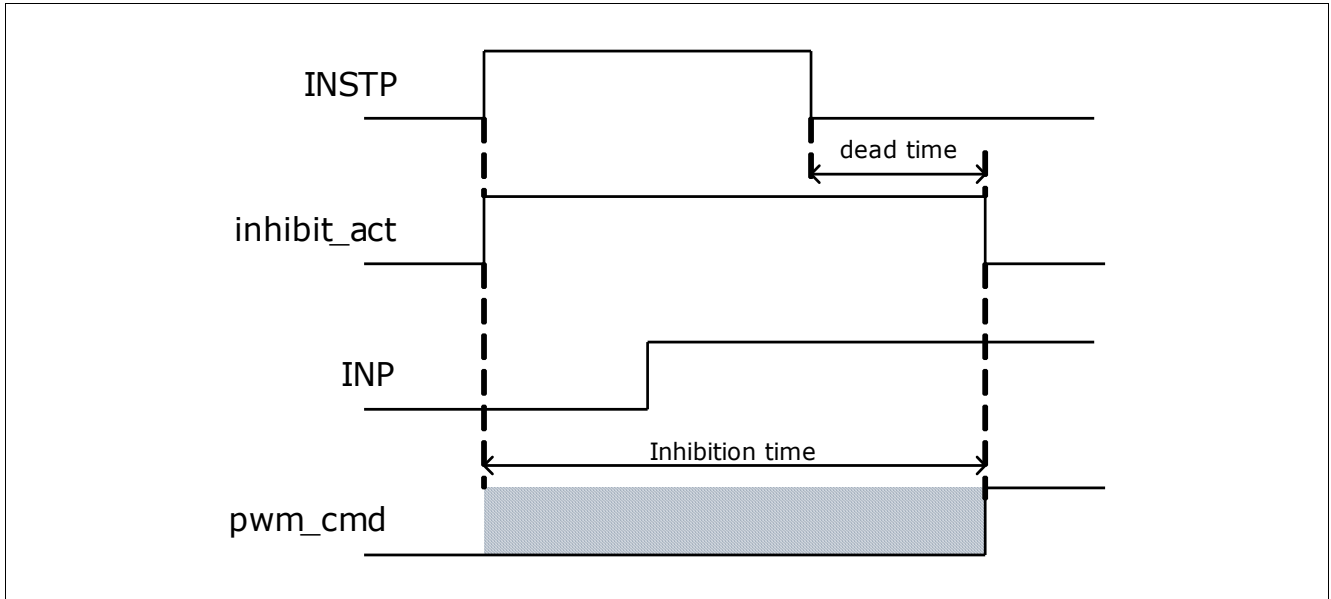 INSTP
dead time
inhibit_act
INP
Inhibition time
pwm_cmd